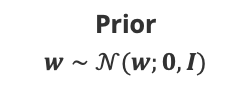 Prior
𝒘 ~ 𝒩(𝒘; 𝟎, 𝑰)